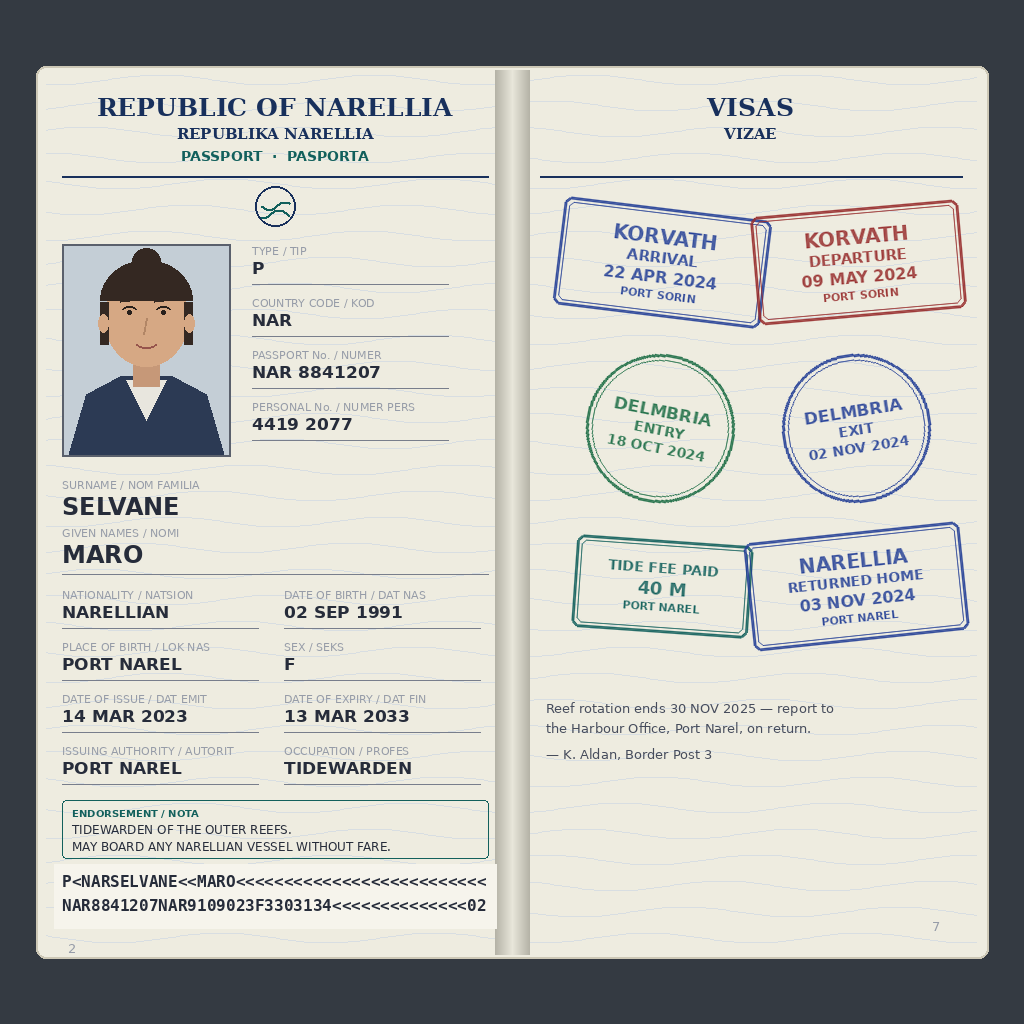 REPUBLIC OF NARELLIA
REPUBLIKA NARELLIA
PASSPORT · PASPORTA
TYPE / TIP
P
COUNTRY CODE / KOD
NAR
PASSPORT No. / NUMER
NAR 8841207
PERSONAL No. / NUMER PERS
4419 2077
SURNAME / NOM FAMILIA
SELVANE
GIVEN NAMES / NOMI
MARO
NATIONALITY / NATSION
NARELLIAN
DATE OF BIRTH / DAT NAS
02 SEP 1991
PLACE OF BIRTH / LOK NAS
PORT NAREL
SEX / SEKS
F
DATE OF ISSUE / DAT EMIT
14 MAR 2023
DATE OF EXPIRY / DAT FIN
13 MAR 2033
ISSUING AUTHORITY / AUTORIT
PORT NAREL
OCCUPATION / PROFES
TIDEWARDEN
ENDORSEMENT / NOTA
TIDEWARDEN OF THE OUTER REEFS.
MAY BOARD ANY NARELLIAN VESSEL WITHOUT FARE.
P<NARSELVANE<<MARO<<<<<<<<<<<<<<<<<<<<<<<<<<
NAR8841207NAR9109023F3303134<<<<<<<<<<<<<<02
2
VISAS
VIZAE
KORVATH
ARRIVAL
22 APR 2024
PORT SORIN
KORVATH
DEPARTURE
09 MAY 2024
PORT SORIN
DELMBRIA
ENTRY
18 OCT 2024
DELMBRIA
EXIT
02 NOV 2024
TIDE FEE PAID
40 M
PORT NAREL
NARELLIA
RETURNED HOME
03 NOV 2024
PORT NAREL
Reef rotation ends 30 NOV 2025 — report to
the Harbour Office, Port Narel, on return.
— K. Aldan, Border Post 3
7